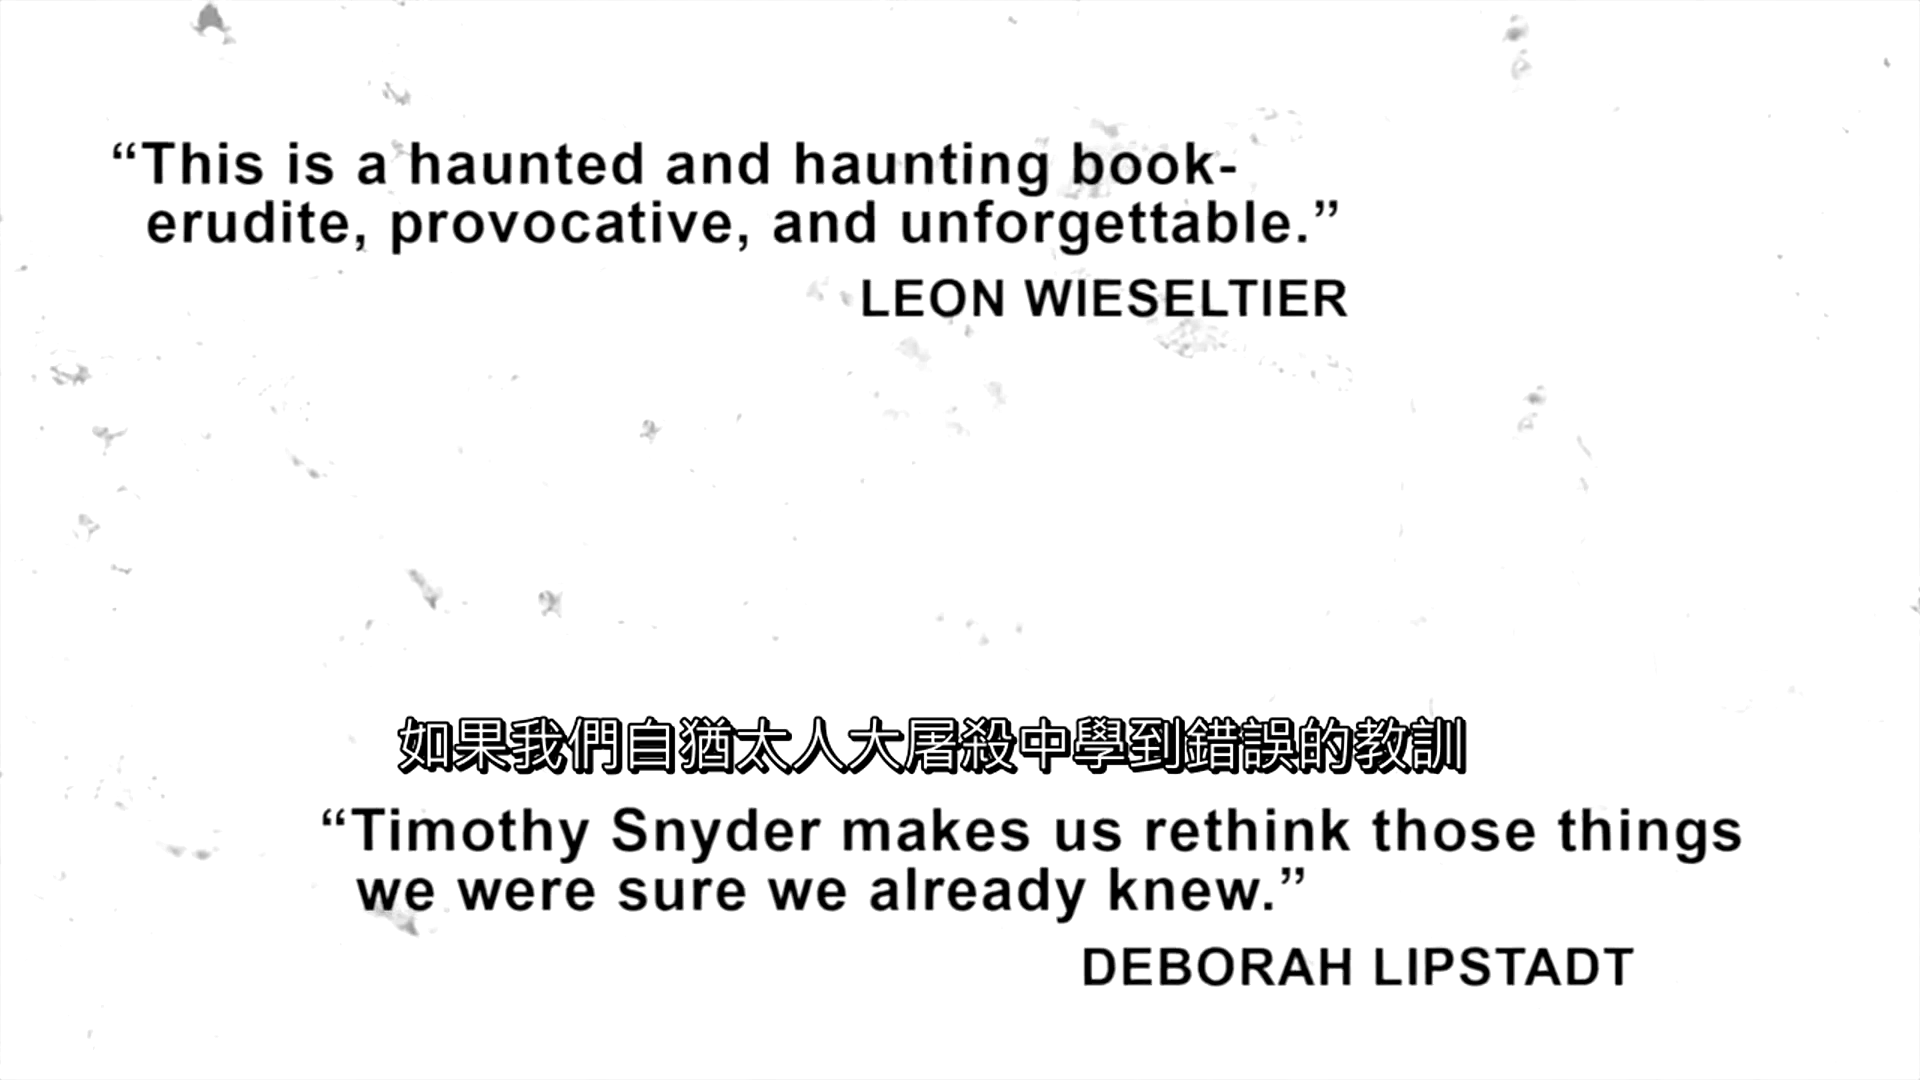 “This is a haunted and haunting book-
erudite, provocative, and unforgettable.”
LEON WIESELTIER
如果我們自猶太人大屠殺中學到錯誤的教訓
“Timothy Snyder makes us rethink those things
we were sure we already knew.”
DEBORAH LIPSTADT